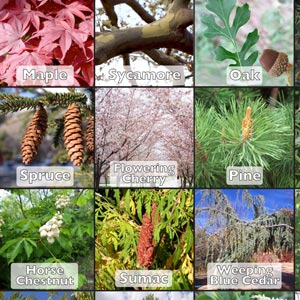 Maple
Sycamore
Oak
Spruce
Flowering
Cherry
Pine
Horse
Chestnut
Sumac
Weeping
Blue Cedar